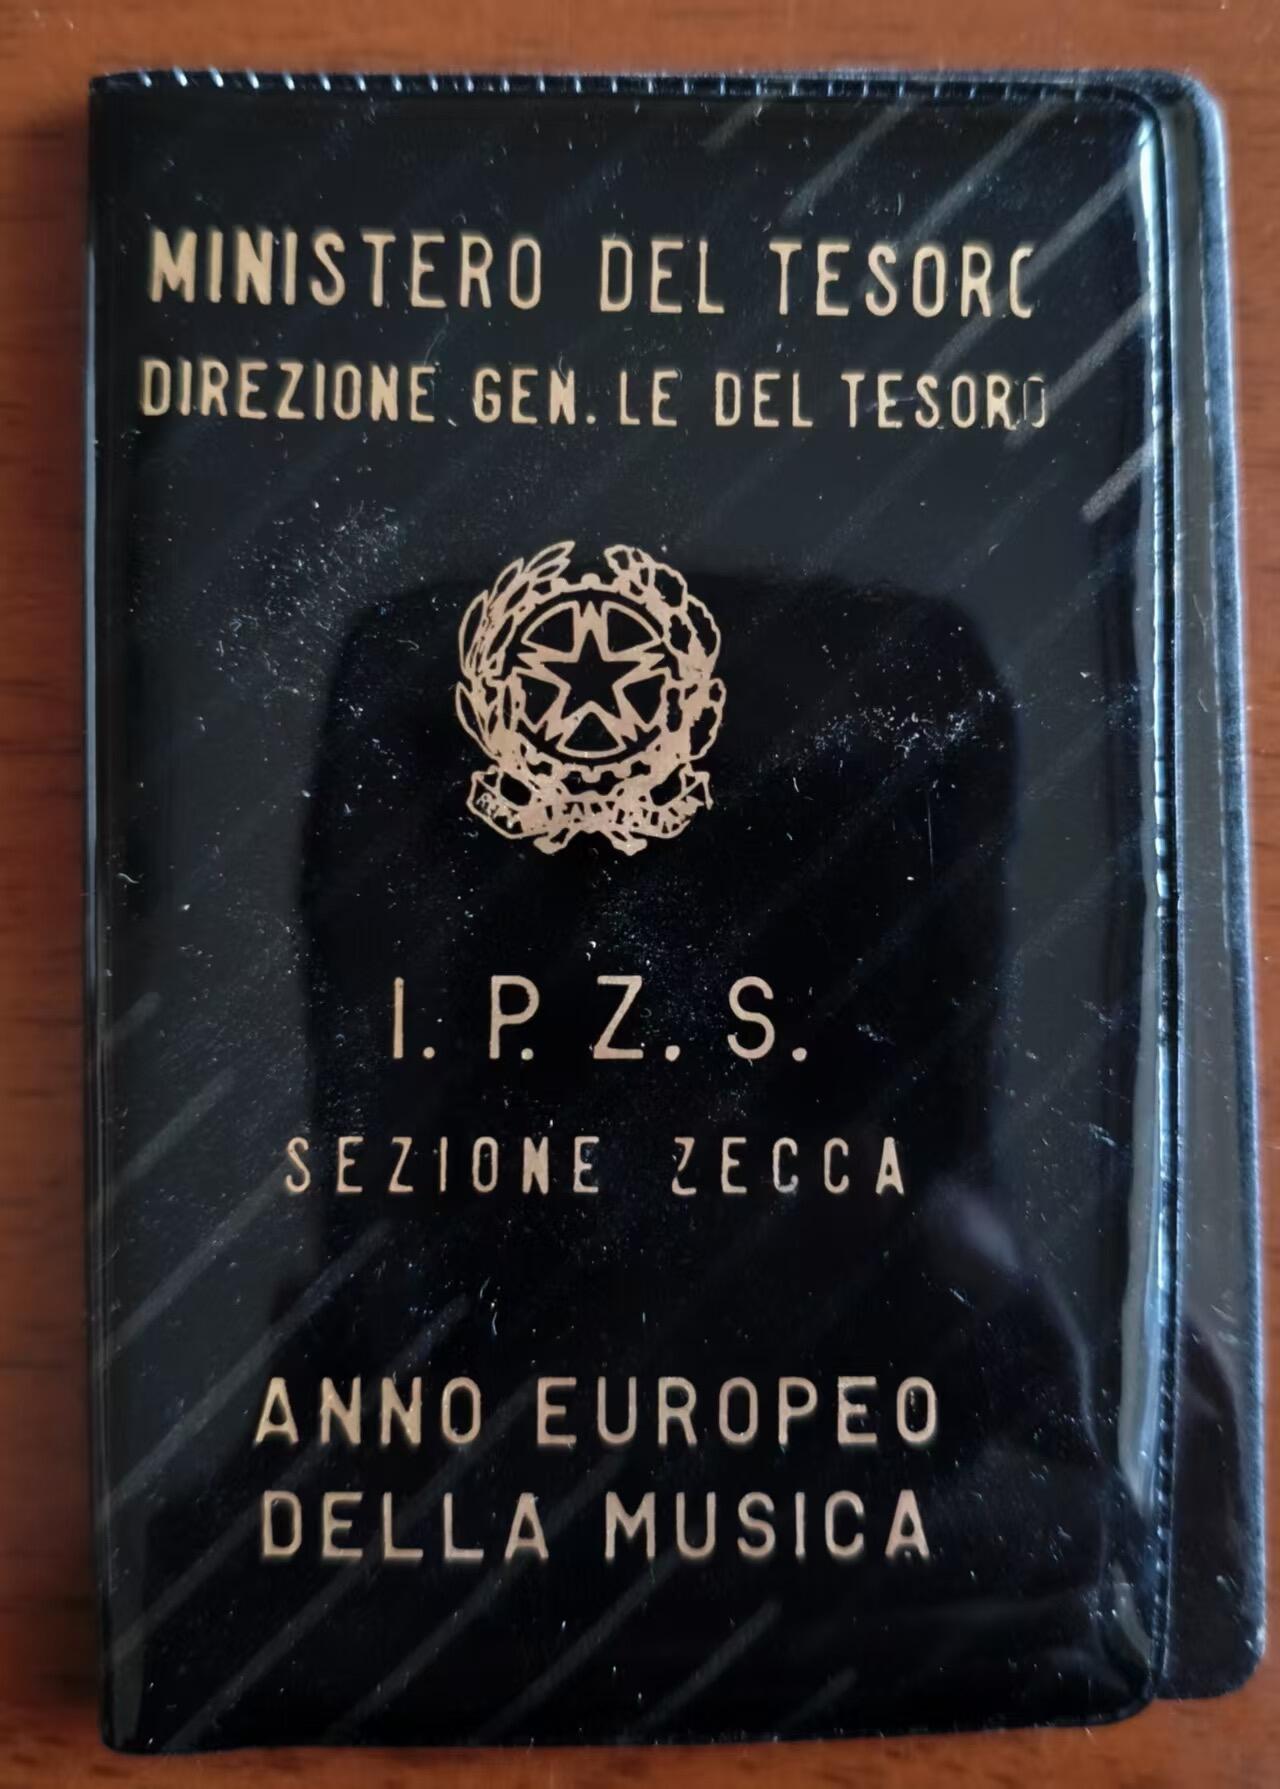 MINISTERO DEL TESORO
DIREZIONE GEN.LE DEL TESORO
I. P. Z. S.
SEZIONE ZECCA
ANNO EUROPEO
DELLA MUSICA